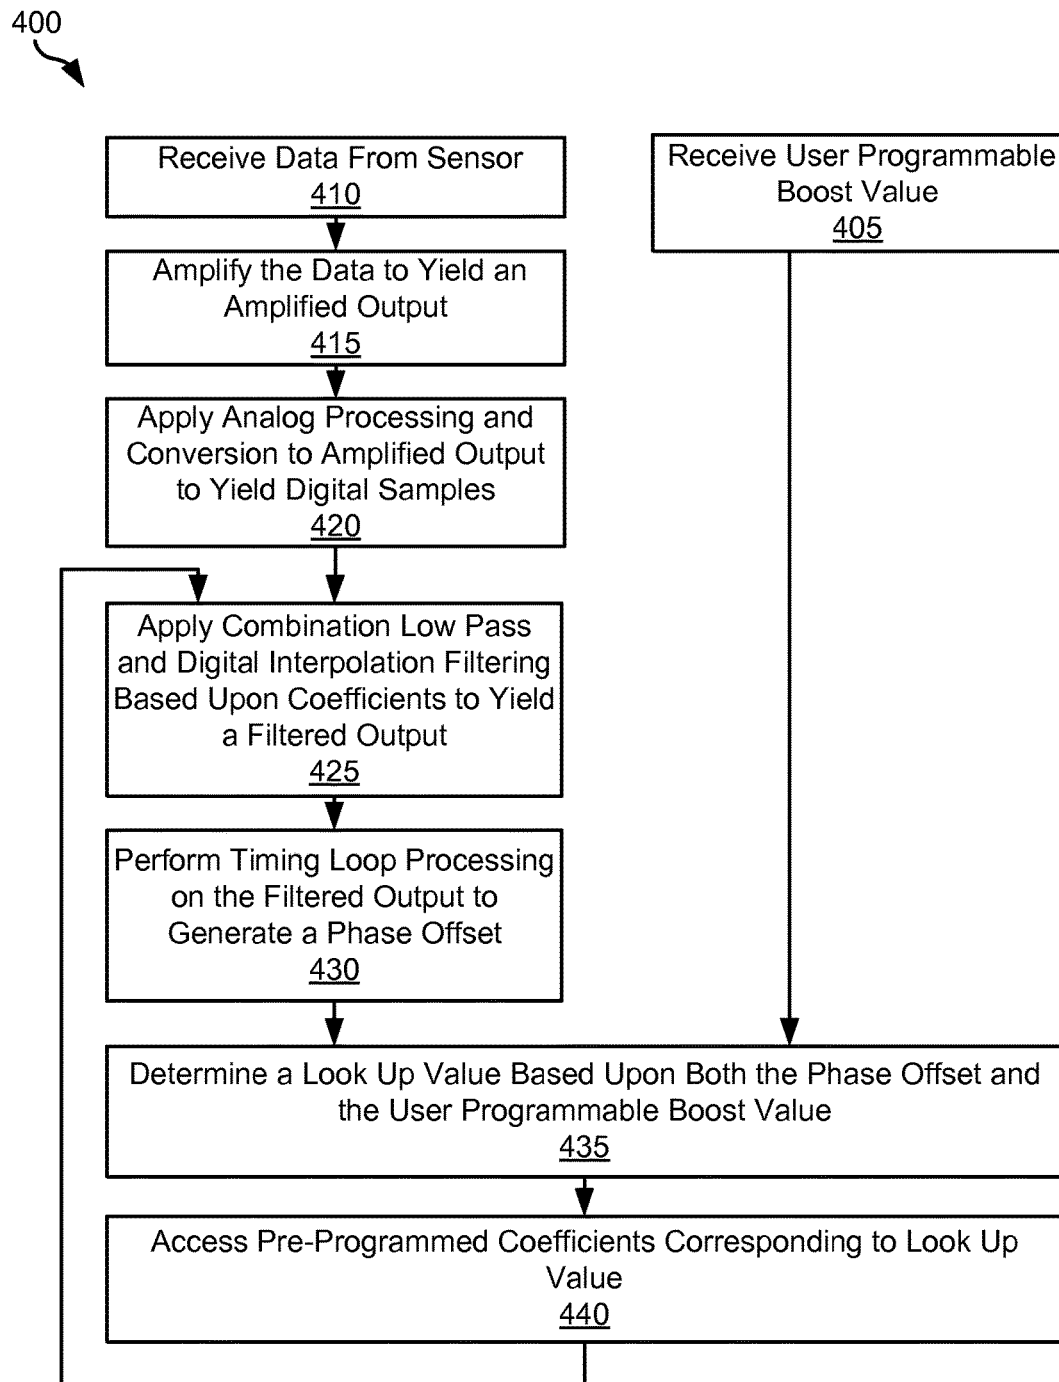 400
Receive Data From Sensor
410
Receive User Programmable
Boost Value
405
Amplify the Data to Yield an
Amplified Output
415
Apply Analog Processing and
Conversion to Amplified Output
to Yield Digital Samples
420
Apply Combination Low Pass
and Digital Interpolation Filtering
Based Upon Coefficients to Yield
a Filtered Output
425
Perform Timing Loop Processing
on the Filtered Output to
Generate a Phase Offset
430
Determine a Look Up Value Based Upon Both the Phase Offset and
the User Programmable Boost Value
435
Access Pre-Programmed Coefficients Corresponding to Look Up
Value
440